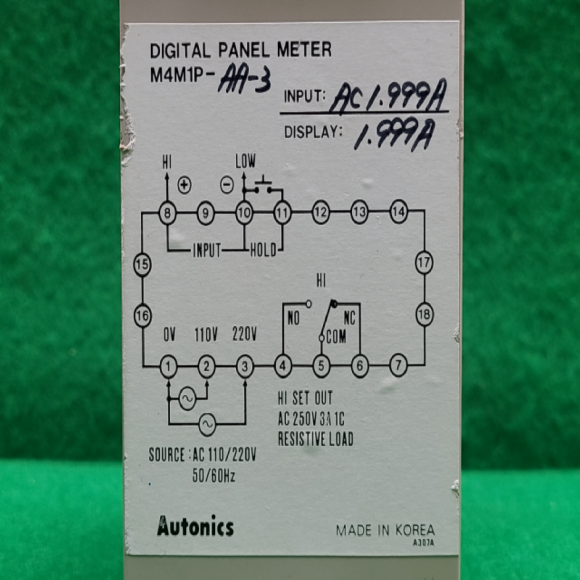 DIGITAL PANEL METER
M4M1P-AA-3
INPUT: AC 1.999A
DISPLAY: 1.999A
HI LOW
⊕ ⊖
8 9 10 11 12 13 14
INPUT HOLD
15 17
HI
16 18
NO NC
COM
0V 110V 220V
1 2 3 4 5 6 7
HI SET OUT
AC 250V 3A 1C
RESISTIVE LOAD
SOURCE : AC 110/220V
50/60Hz
Autonics
MADE IN KOREA
A307A